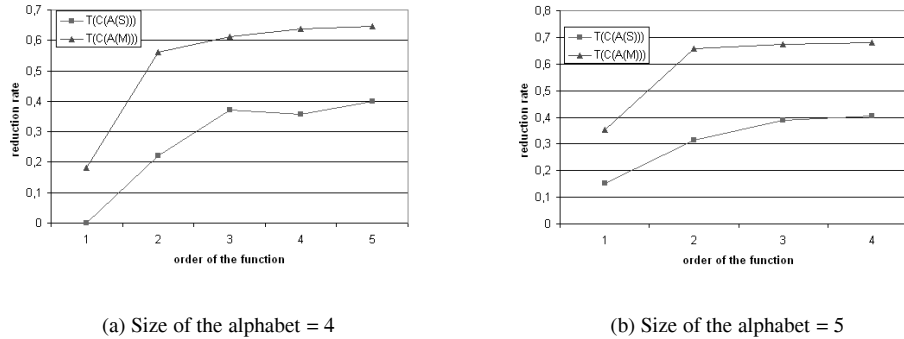 0,7
0,6
0,5
0,4
0,3
0,2
0,1
0
reduction rate
T(C(A(S)))
T(C(A(M)))
1 2 3 4 5
order of the function
(a) Size of the alphabet = 4
0,8
0,7
0,6
0,5
0,4
0,3
0,2
0,1
0
reduction rate
T(C(A(S)))
T(C(A(M)))
1 2 3 4
order of the function
(b) Size of the alphabet = 5